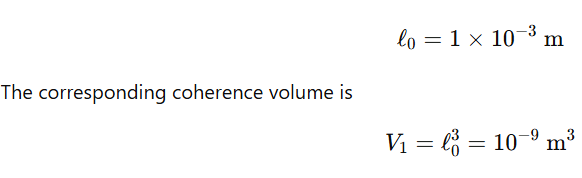 ℓ₀ = 1 × 10⁻³ m
The corresponding coherence volume is
V₁ = ℓ₀³ = 10⁻⁹ m³